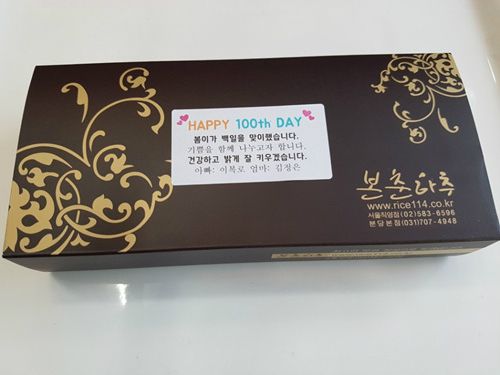 HAPPY 100th DAY
봄이가 백일을 맞이했습니다.
기쁨을 함께 나누고자 합니다.
건강하고 밝게 잘 키우겠습니다.
아빠: 이목로 엄마: 김정은
본춘다추
www.rice114.co.kr
서울직영점 (02)583-6596
분당본점 (031)707-4948